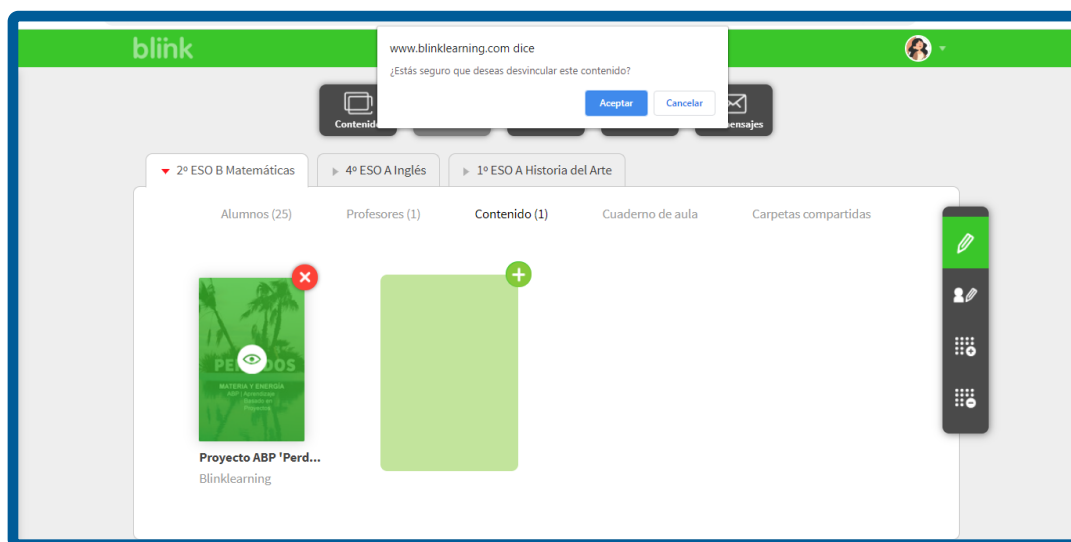 blink
www.blinklearning.com dice
¿Estás seguro que deseas desvincular este contenido?
Aceptar
Cancelar
2º ESO B Matemáticas
4º ESO A Inglés
1º ESO A Historia del Arte
Alumnos (25)
Profesores (1)
Contenido (1)
Cuaderno de aula
Carpetas compartidas
MATERIA Y ENERGÍA
ABP | Aprendizaje
basado en
Proyectos
Proyecto ABP 'Perd...
Blinklearning